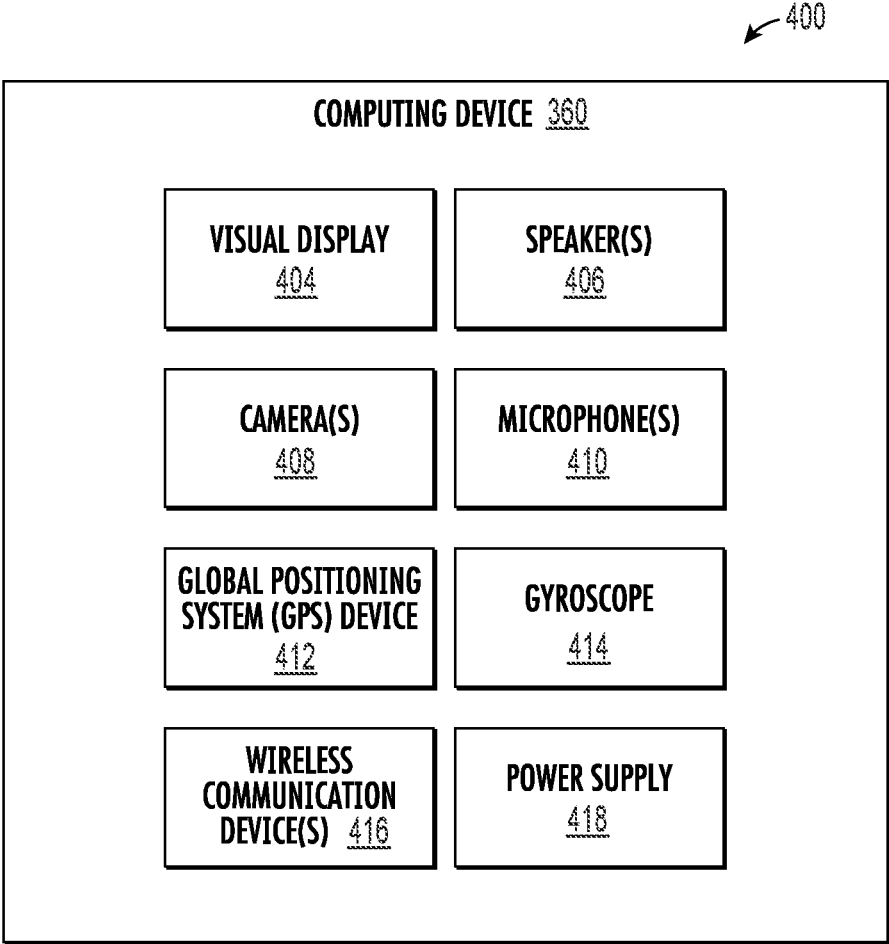 400
COMPUTING DEVICE 360
VISUAL DISPLAY
404
SPEAKER(S)
406
CAMERA(S)
408
MICROPHONE(S)
410
GLOBAL POSITIONING
SYSTEM (GPS) DEVICE
412
GYROSCOPE
414
WIRELESS
COMMUNICATION
DEVICE(S) 416
POWER SUPPLY
418